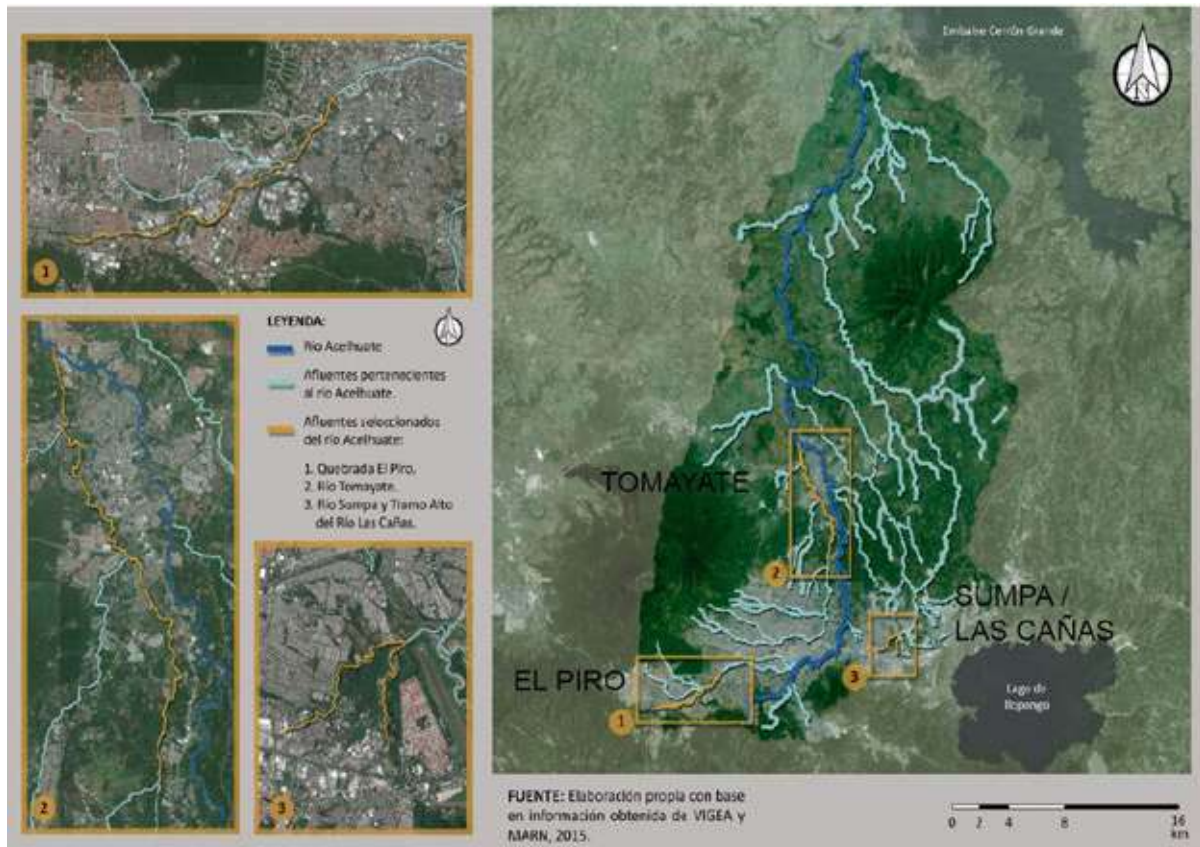 1
LEYENDA:
Río Acelhuate
Afluentes pertenecientes
al río Acelhuate.
Afluentes seleccionados
del río Acelhuate:
1. Quebrada El Piro.
2. Río Tomayate.
3. Río Sumpa y Tramo Alto
del Río Las Cañas.
2
3
Embalse Cerrón Grande
N
TOMAYATE
2
SUMPA /
LAS CAÑAS
EL PIRO
3
1
Lago de
Ilopango
FUENTE: Elaboración propia con base
en información obtenida de VIGEA y
MARN, 2015.
0 2 4 8 16
km